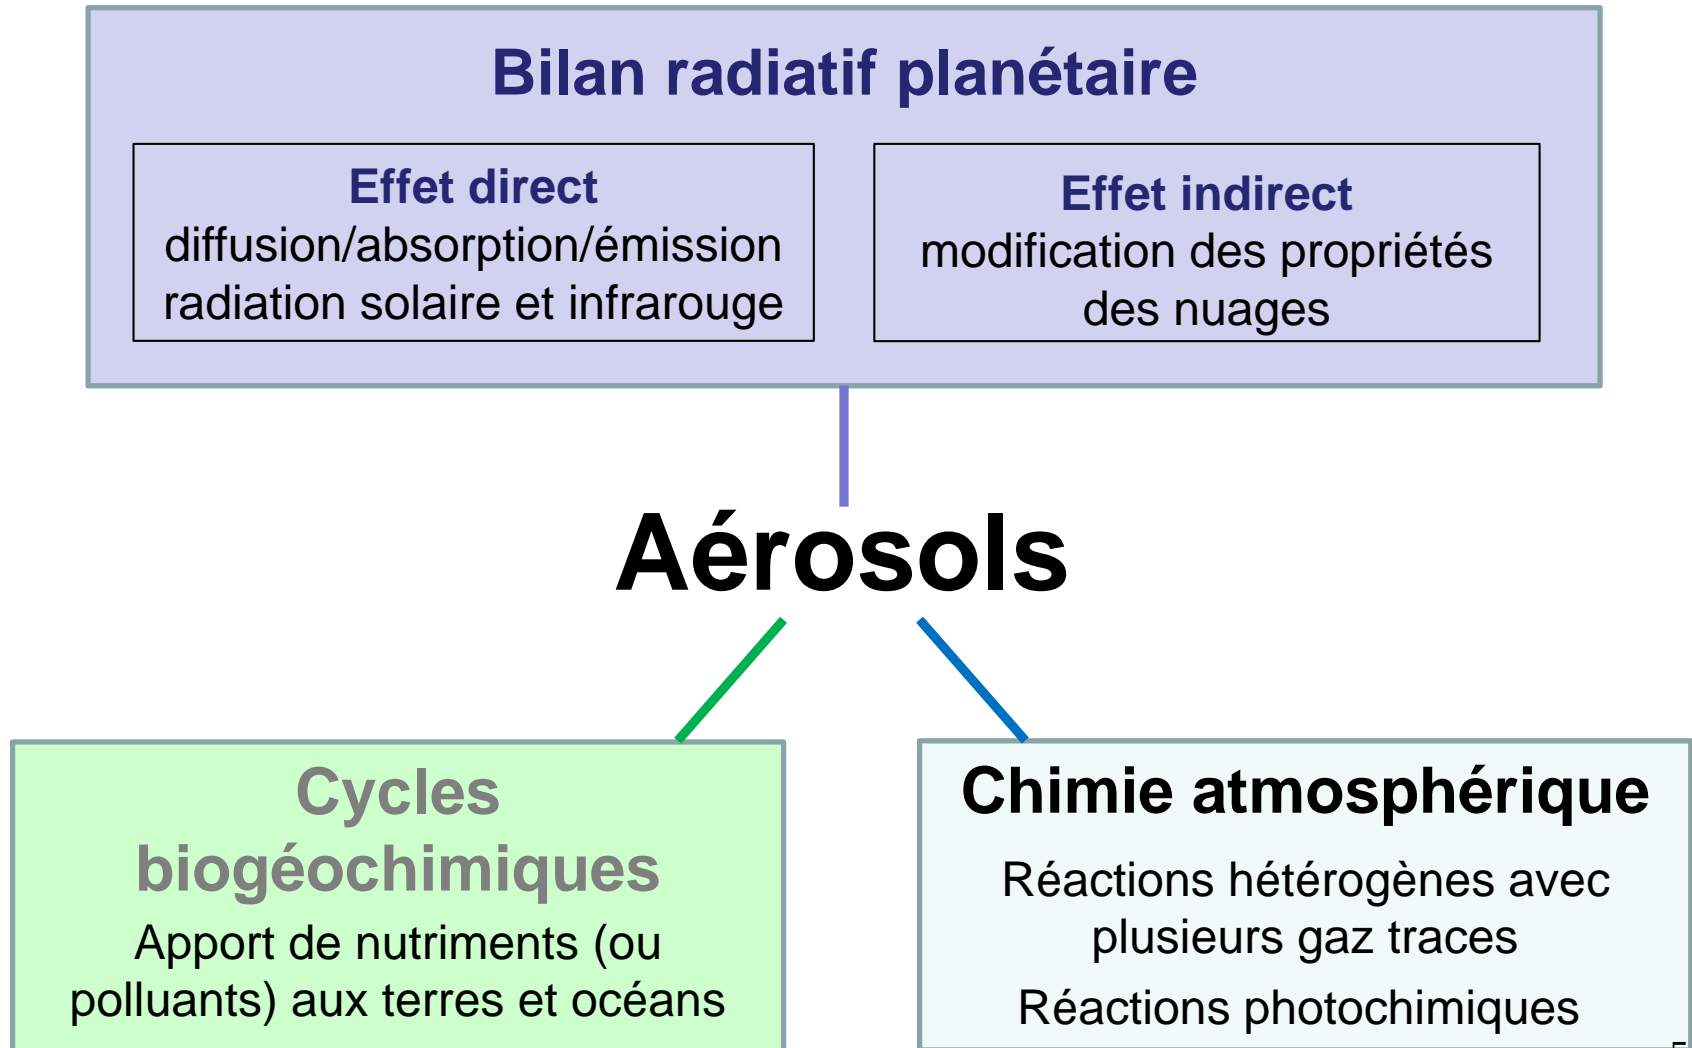 Bilan radiatif planétaire
Effet direct
diffusion/absorption/émission
radiation solaire et infrarouge
Effet indirect
modification des propriétés
des nuages
Aérosols
Cycles
biogéochimiques
Apport de nutriments (ou
polluants) aux terres et océans
Chimie atmosphérique
Réactions hétérogènes avec
plusieurs gaz traces
Réactions photochimiques